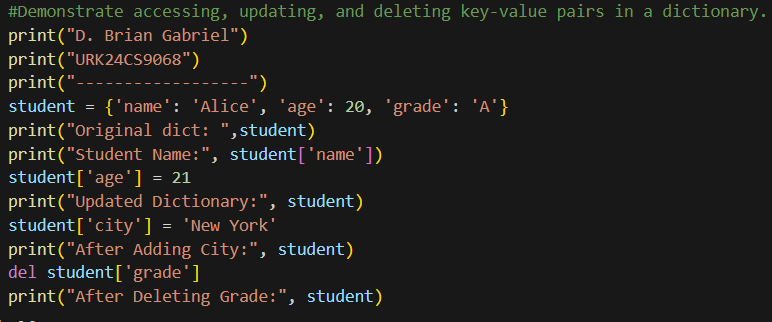 #Demonstrate accessing, updating, and deleting key-value pairs in a dictionary.
print("D. Brian Gabriel")
print("URK24CS9068")
print("------------------")
student = {'name': 'Alice', 'age': 20, 'grade': 'A'}
print("Original dict: ",student)
print("Student Name:", student['name'])
student['age'] = 21
print("Updated Dictionary:", student)
student['city'] = 'New York'
print("After Adding City:", student)
del student['grade']
print("After Deleting Grade:", student)